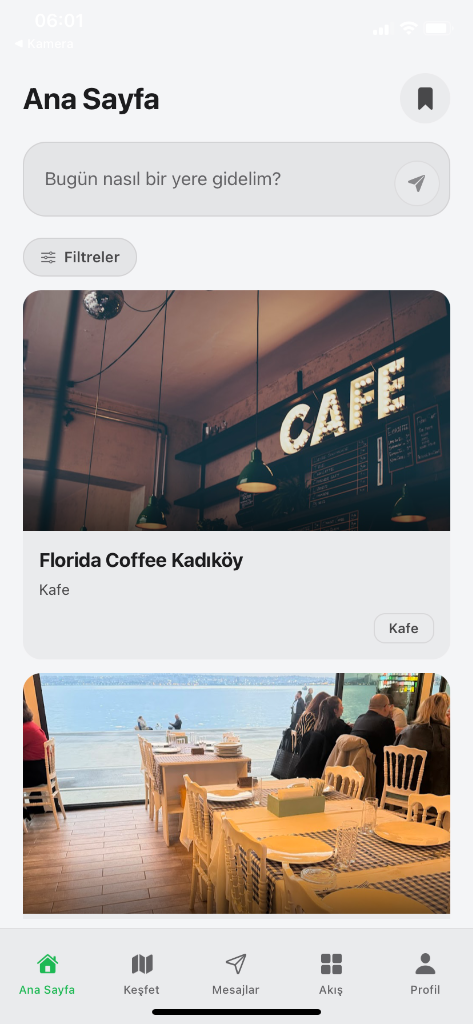 06:01
◀ Kamera
Ana Sayfa
Bugün nasıl bir yere gidelim?
Filtreler
CAFE
Florida Coffee Kadıköy
Kafe
Kafe
Ana Sayfa
Keşfet
Mesajlar
Akış
Profil